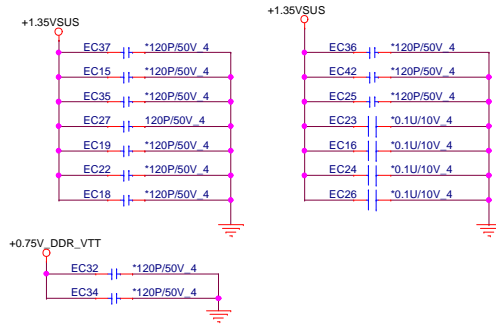 +1.35VSUS
EC37 *120P/50V_4
EC15 *120P/50V_4
EC35 *120P/50V_4
EC27 120P/50V_4
EC19 *120P/50V_4
EC22 *120P/50V_4
EC18 *120P/50V_4
+1.35VSUS
EC36 *120P/50V_4
EC42 *120P/50V_4
EC25 *120P/50V_4
EC23 *0.1U/10V_4
EC16 *0.1U/10V_4
EC24 *0.1U/10V_4
EC26 *0.1U/10V_4
+0.75V_DDR_VTT
EC32 *120P/50V_4
EC34 *120P/50V_4